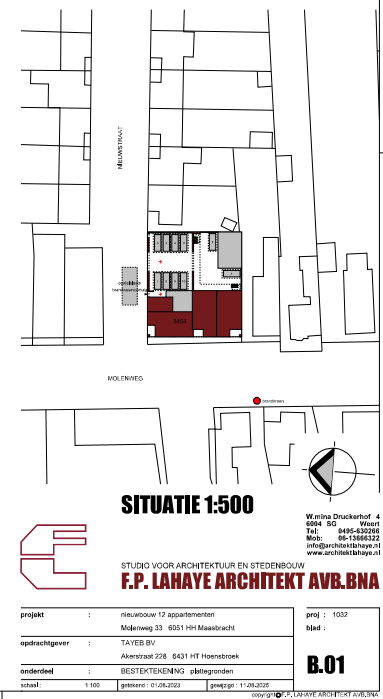 NIEUWSTRAAT
MOLENWEG
brandkraan
SITUATIE 1:500
W.mina Druckerhof 4
6004 SG Weert
Tel: 0495-630266
Mob: 06-13666322
info@architektlahaye.nl
www.architektlahaye.nl
STUDIO VOOR ARCHITEKTUUR EN STEDENBOUW
F.P. LAHAYE ARCHITEKT AVB.BNA
projekt : nieuwbouw 12 appartementen
Molenweg 33 6051 HH Maasbracht
proj : 1032
blad :
opdrachtgever : TAYEB BV
Akerstraat 228 6431 HT Hoensbroek
B.01
onderdeel : BESTEKTEKENING plattegronden
schaal : 1:100 getekend : 01.08.2023 gewijzigd : 11.08.2025
copyright F.P. LAHAYE ARCHITEKT AVB.BNA